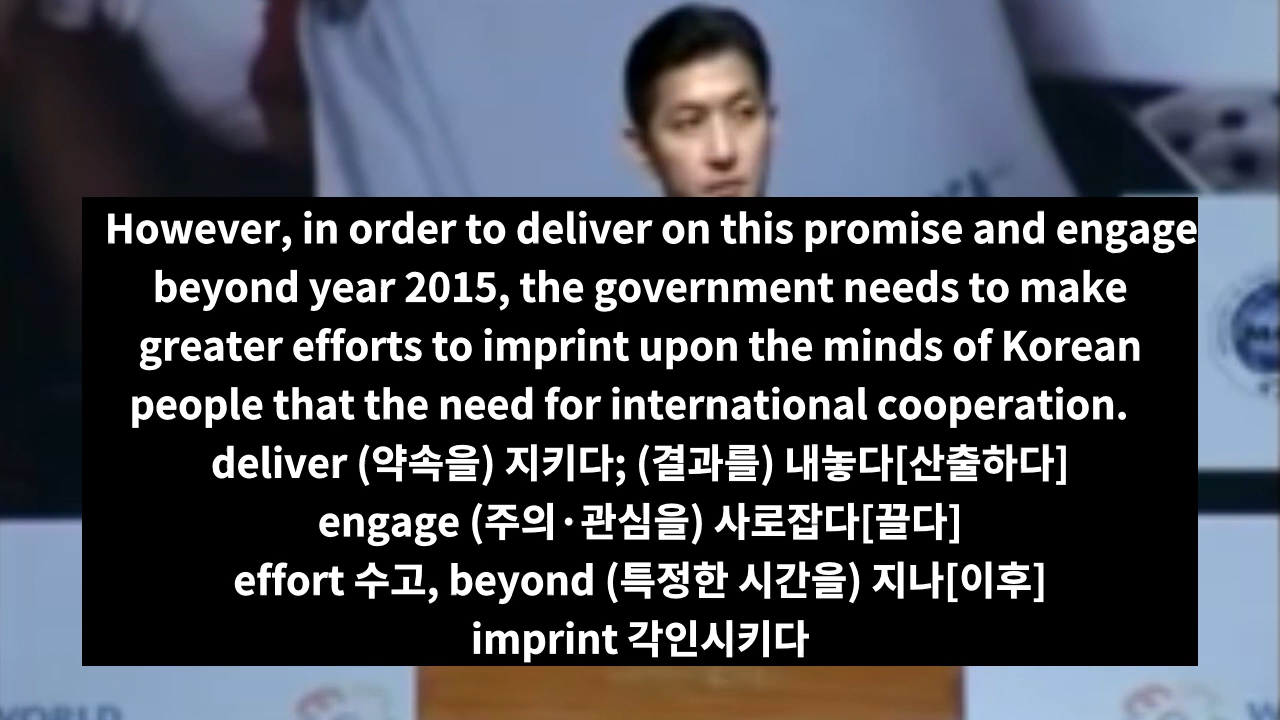 However, in order to deliver on this promise and engage
beyond year 2015, the government needs to make
greater efforts to imprint upon the minds of Korean
people that the need for international cooperation.
deliver (약속을) 지키다; (결과를) 내놓다[산출하다]
engage (주의·관심을) 사로잡다[끌다]
effort 수고, beyond (특정한 시간을) 지나[이후]
imprint 각인시키다
WORLD